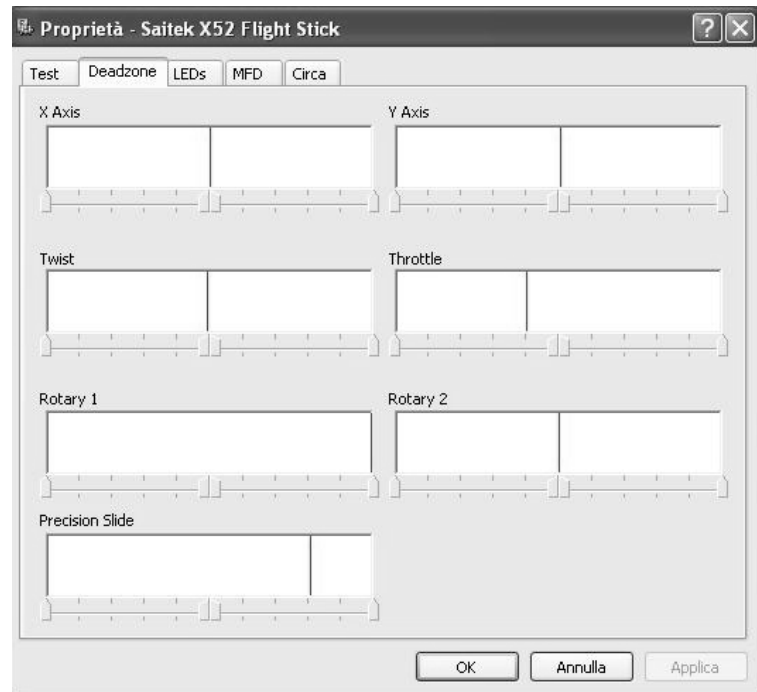 Proprietà - Saitek X52 Flight Stick
Test Deadzone LEDs MFD Circa
X Axis Y Axis
Twist Throttle
Rotary 1 Rotary 2
Precision Slide
OK Annulla Applica